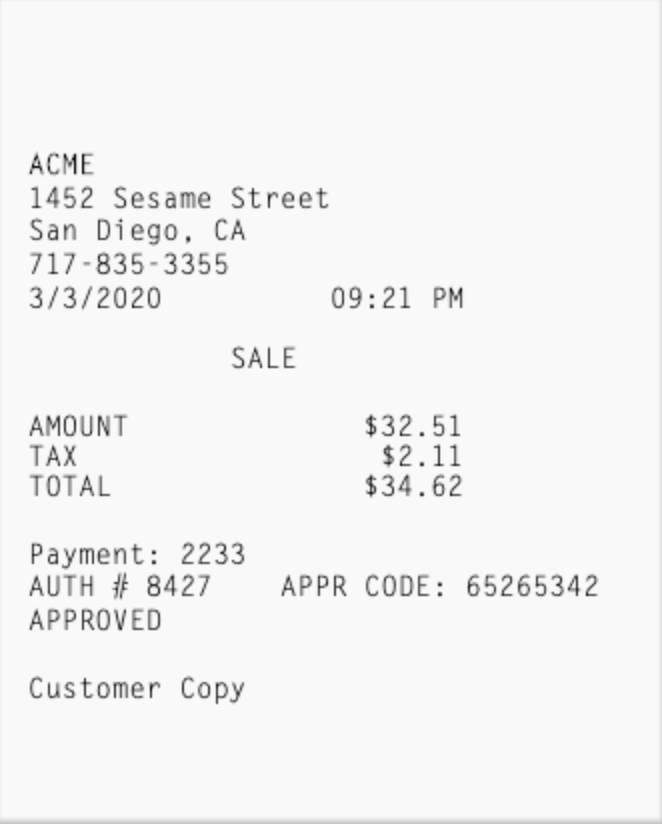 ACME
1452 Sesame Street
San Diego, CA
717-835-3355
3/3/2020 09:21 PM
SALE
AMOUNT $32.51
TAX $2.11
TOTAL $34.62
Payment: 2233
AUTH # 8427 APPR CODE: 65265342
APPROVED
Customer Copy